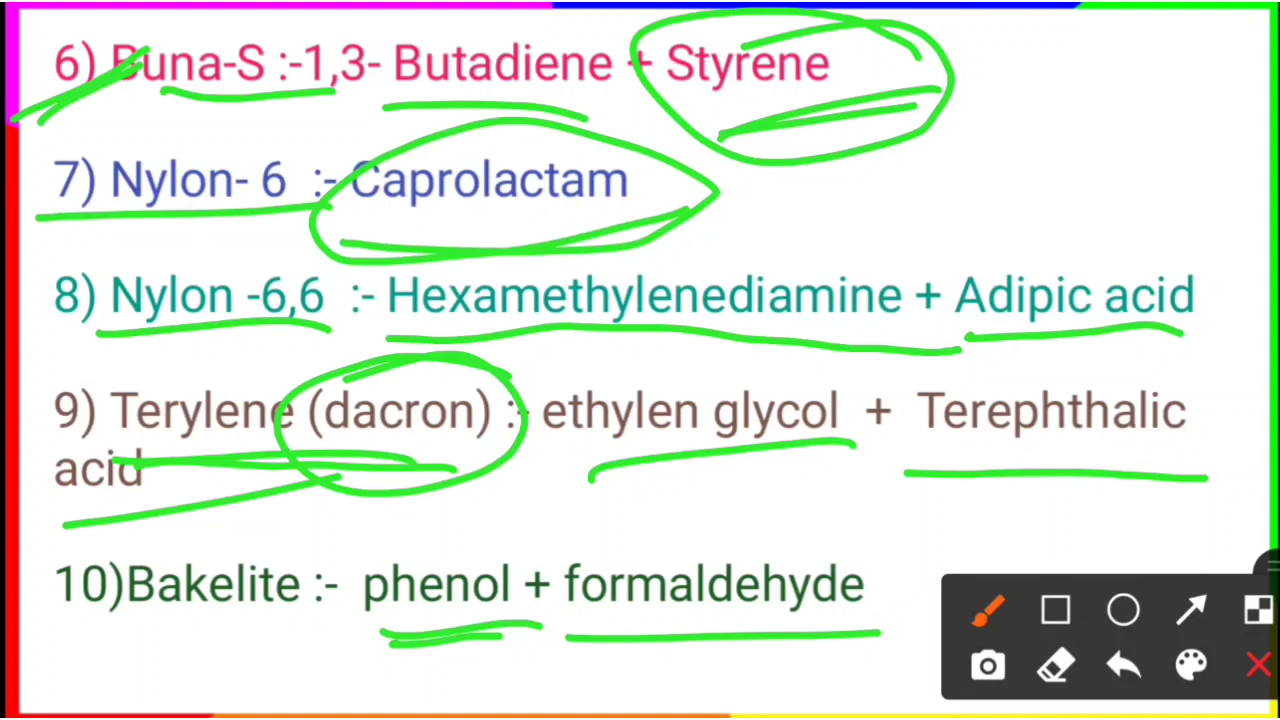 6) Buna-S :-1,3- Butadiene + Styrene
7) Nylon- 6 :- Caprolactam
8) Nylon -6,6 :- Hexamethylenediamine + Adipic acid
9) Terylene (dacron) :- ethylen glycol + Terephthalic
acid
10)Bakelite :- phenol + formaldehyde